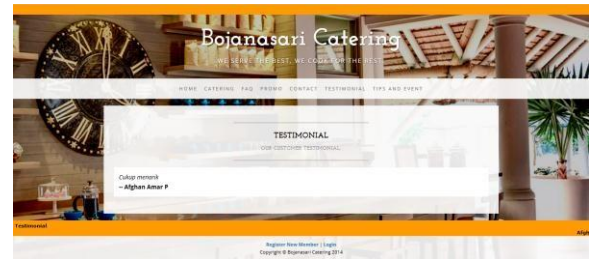 Bojanasari Catering
WE SERVE THE BEST, WE COOK FOR THE BEST
HOME CATERING FAQ PROMO CONTACT TESTIMONIAL TIPS AND EVENT
TESTIMONIAL
OUR CUSTOMER TESTIMONIAL
Cukup menarik
-- Afghan Amar P
Testimonial
Afgh
Register New Member | Login
Copyright @ Bojanasari Catering 2014